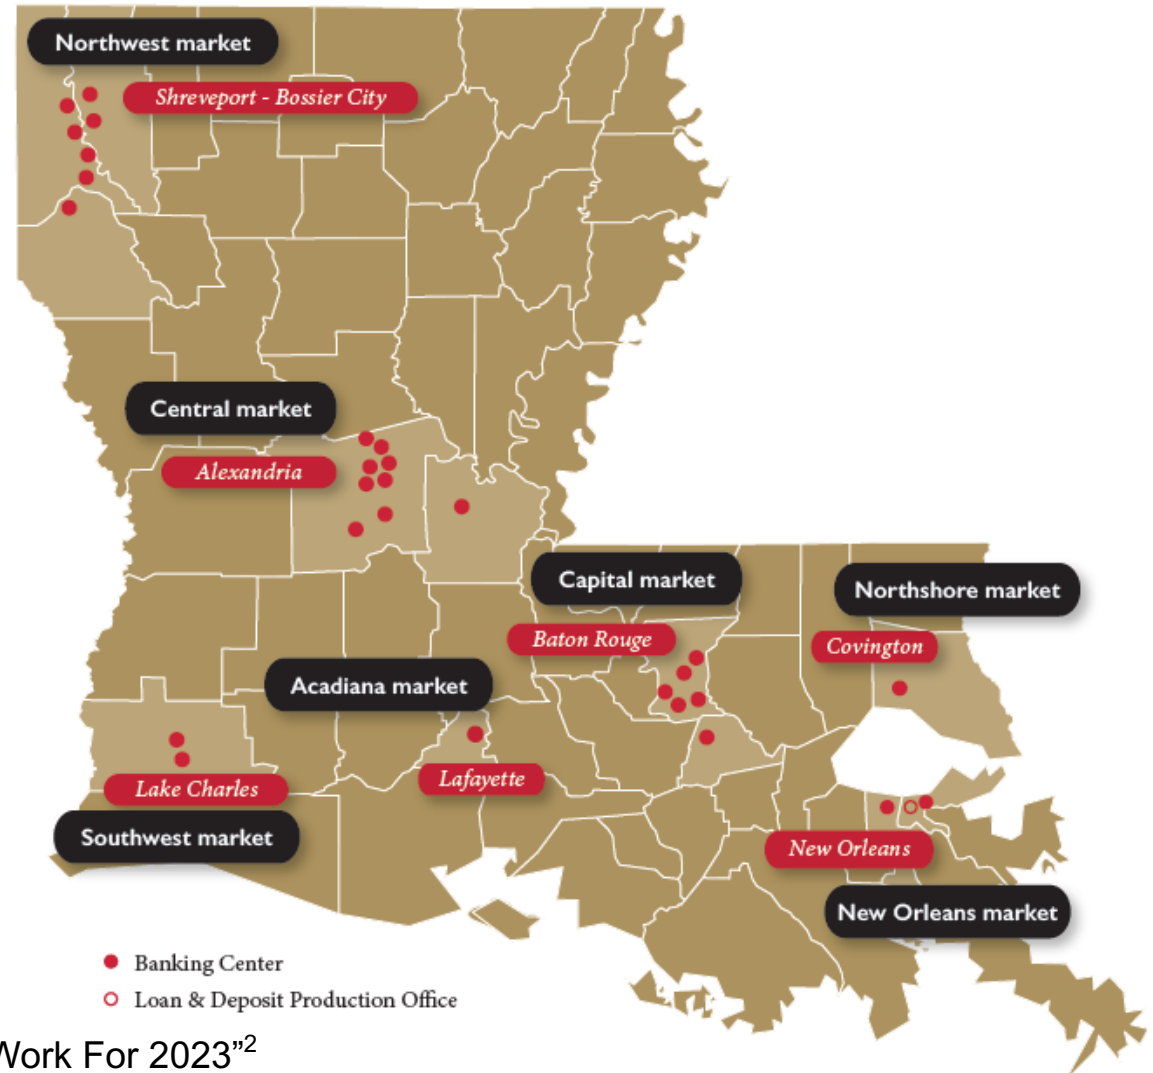 Northwest market
Shreveport - Bossier City
Central market
Alexandria
Capital market
Northshore market
Baton Rouge
Covington
Acadiana market
Lafayette
Lake Charles
Southwest market
New Orleans
New Orleans market
Banking Center
Loan & Deposit Production Office
Work For 2023”2